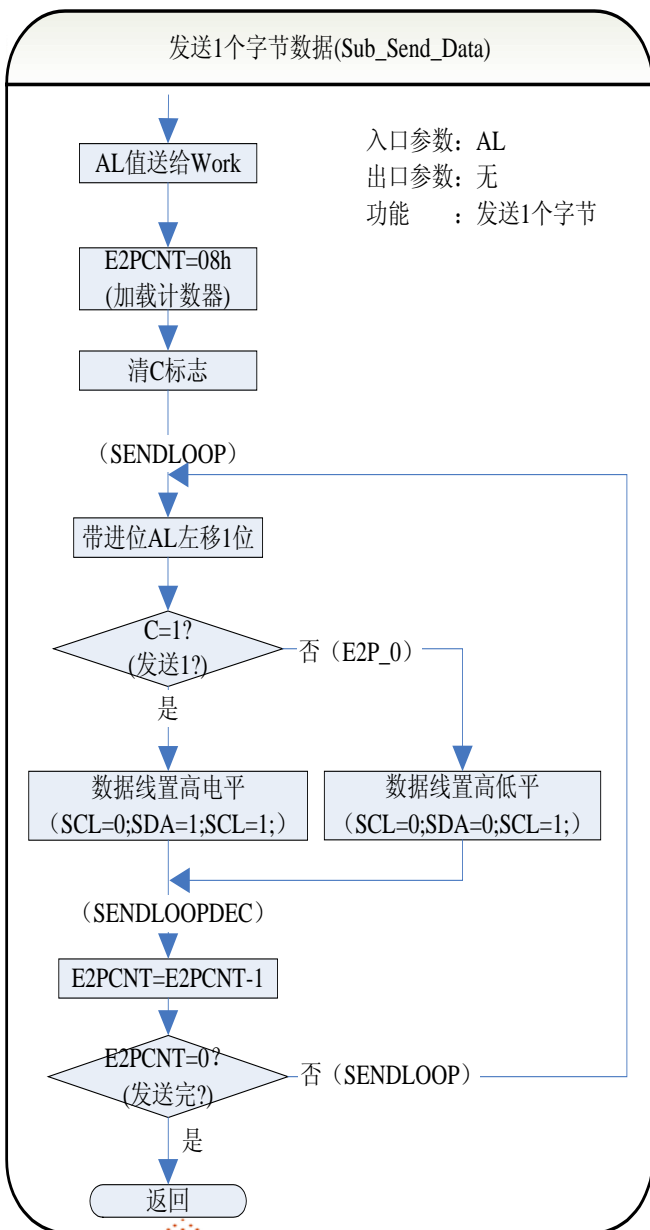 发送1个字节数据(Sub_Send_Data)
入口参数：AL
出口参数：无
功能　　：发送1个字节
AL值送给Work
E2PCNT=08h
(加载计数器)
清C标志
（SENDLOOP）
带进位AL左移1位
C=1?
(发送1?)
否（E2P_0）
是
数据线置高电平
（SCL=0;SDA=1;SCL=1;）
数据线置高低平
（SCL=0;SDA=0;SCL=1;）
（SENDLOOPDEC）
E2PCNT=E2PCNT-1
E2PCNT=0？
(发送完?)
否（SENDLOOP）
是
返回